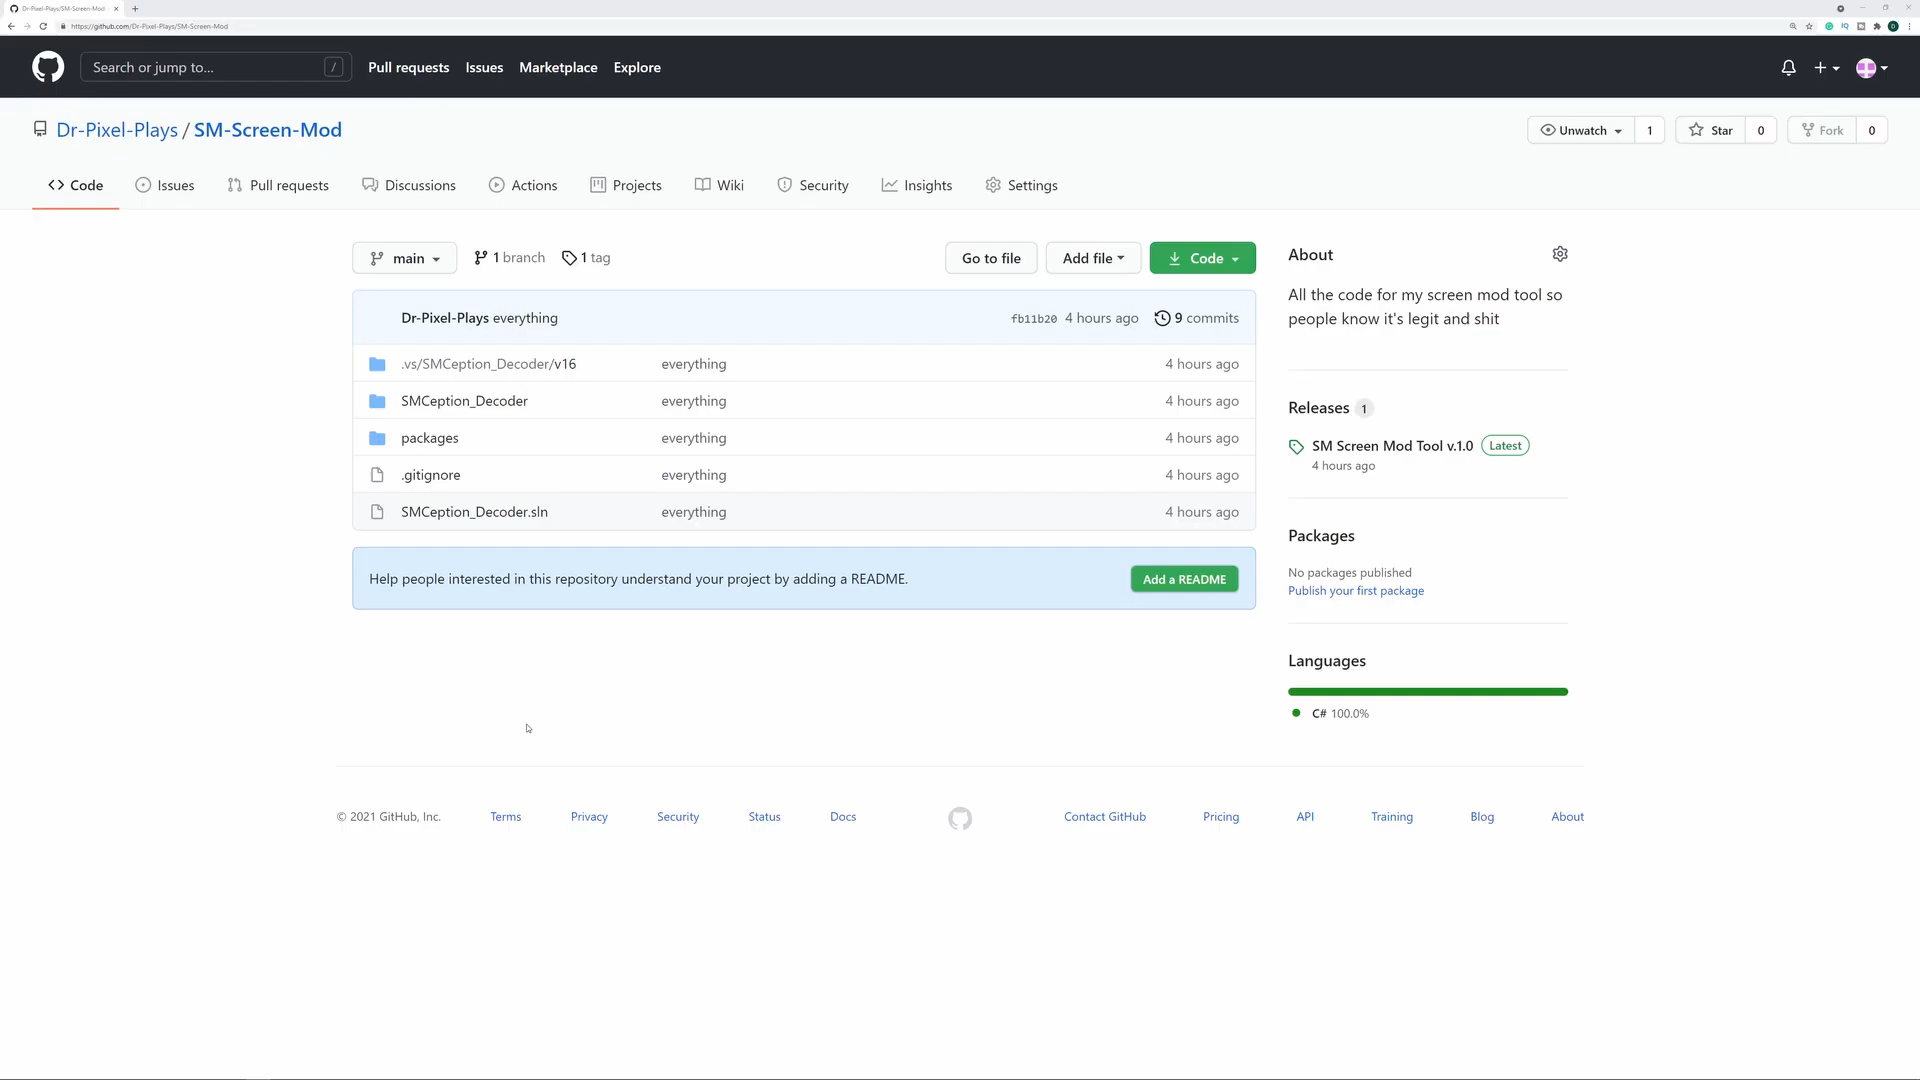 Dr-Pixel-Plays/SM-Screen-Mod
https://github.com/Dr-Pixel-Plays/SM-Screen-Mod
Search or jump to... / Pull requests Issues Marketplace Explore
Dr-Pixel-Plays / SM-Screen-Mod
Unwatch 1 Star 0 Fork 0
Code Issues Pull requests Discussions Actions Projects Wiki Security Insights Settings
main 1 branch 1 tag Go to file Add file Code
Dr-Pixel-Plays everything fb11b20 4 hours ago 9 commits
.vs/SMCeption_Decoder/v16 everything 4 hours ago
SMCeption_Decoder everything 4 hours ago
packages everything 4 hours ago
.gitignore everything 4 hours ago
SMCeption_Decoder.sln everything 4 hours ago
Help people interested in this repository understand your project by adding a README. Add a README
About
All the code for my screen mod tool so
people know it's legit and shit
Releases 1
SM Screen Mod Tool v.1.0 Latest
4 hours ago
Packages
No packages published
Publish your first package
Languages
C# 100.0%
© 2021 GitHub, Inc. Terms Privacy Security Status Docs Contact GitHub Pricing API Training Blog About